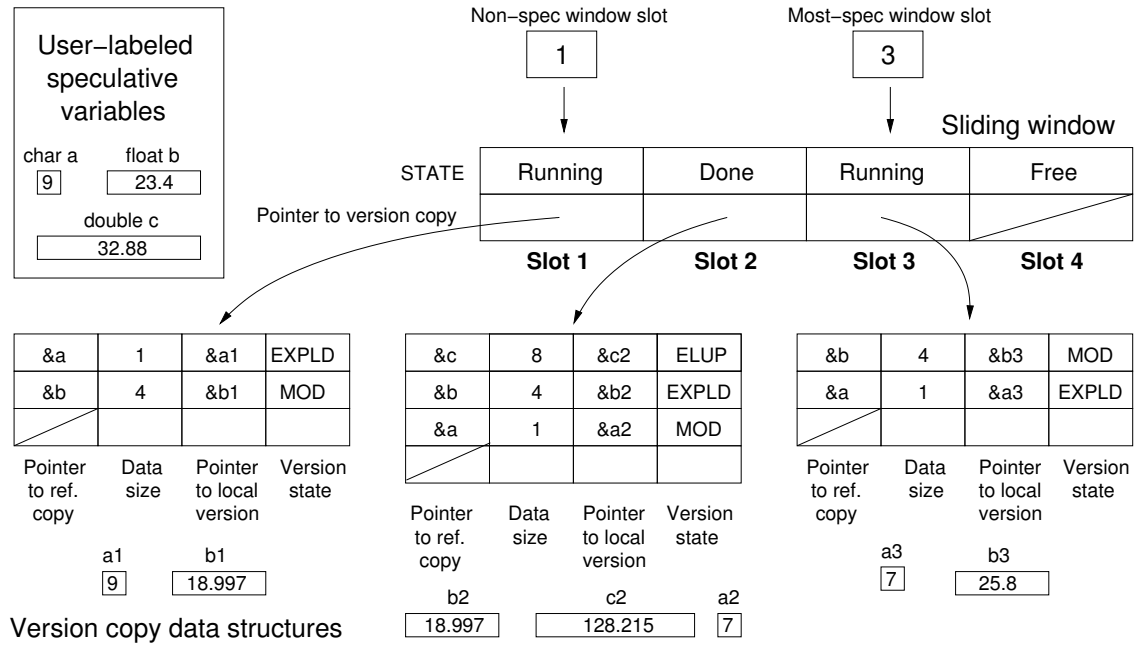 User−labeled
speculative
variables
char a
float b
9
23.4
double c
32.88
Non−spec window slot
Most−spec window slot
1
3
Sliding window
STATE
Running
Done
Running
Free
Pointer to version copy
Slot 1
Slot 2
Slot 3
Slot 4
&a 1 &a1 EXPLD
&b 4 &b1 MOD
Pointer
to ref.
copy
Data
size
Pointer
to local
version
Version
state
a1
b1
9
18.997
&c 8 &c2 ELUP
&b 4 &b2 EXPLD
&a 1 &a2 MOD
Pointer
to ref.
copy
Data
size
Pointer
to local
version
Version
state
b2
c2
a2
18.997
128.215
7
&b 4 &b3 MOD
&a 1 &a3 EXPLD
Pointer
to ref.
copy
Data
size
Pointer
to local
version
Version
state
a3
b3
7
25.8
Version copy data structures